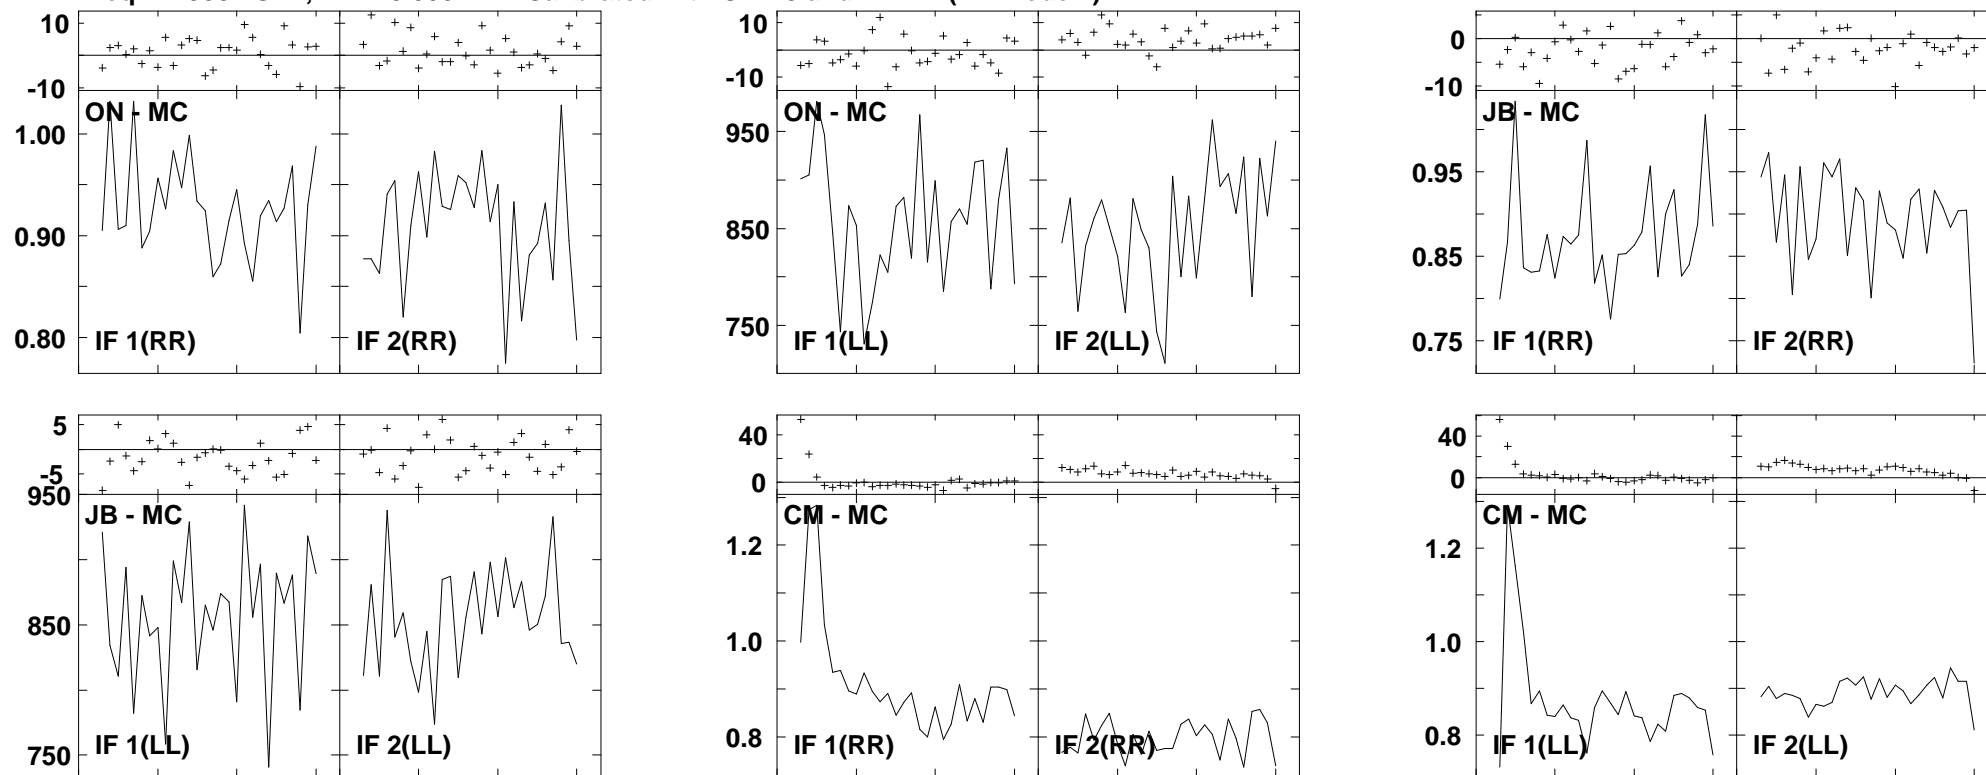 10
-10
ON - MC
1.00
0.90
0.80
IF 1(RR)
IF 2(RR)
10
-10
ON - MC
950
850
750
IF 1(LL)
IF 2(LL)
0
-10
JB - MC
0.95
0.85
0.75
IF 1(RR)
IF 2(RR)
5
-5
950
JB - MC
850
750
IF 1(LL)
IF 2(LL)
40
0
CM - MC
1.2
1.0
0.8
IF 1(RR)
IF 2(RR)
40
0
CM - MC
1.2
1.0
0.8
IF 1(LL)
IF 2(LL)